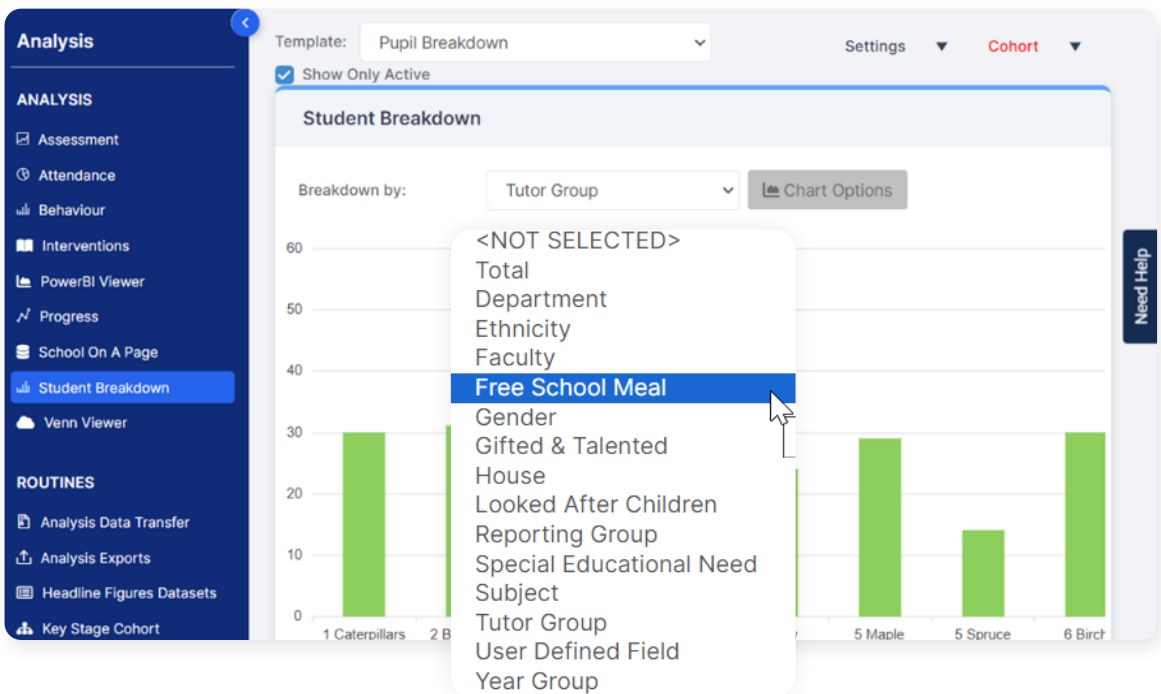 Analysis
ANALYSIS
Assessment
Attendance
Behaviour
Interventions
PowerBI Viewer
Progress
School On A Page
Student Breakdown
Venn Viewer
ROUTINES
Analysis Data Transfer
Analysis Exports
Headline Figures Datasets
Key Stage Cohort
Template: Pupil Breakdown
Settings Cohort
Show Only Active
Student Breakdown
Breakdown by: Tutor Group Chart Options
<NOT SELECTED>
Total
Department
Ethnicity
Faculty
Free School Meal
Gender
Gifted & Talented
House
Looked After Children
Reporting Group
Special Educational Need
Subject
Tutor Group
User Defined Field
Year Group
60
50
40
30
20
10
0
1 Caterpillars 2 B 5 Maple 5 Spruce 6 Birch
Need Help